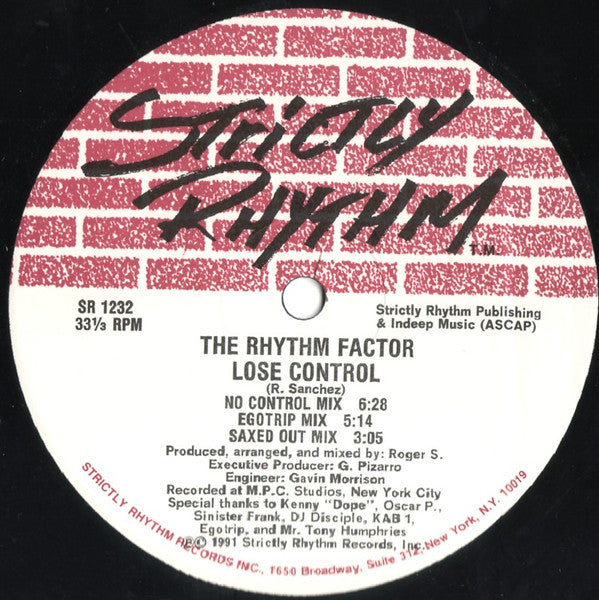 STRICTLY
RHYTHM
T.M.
SR 1232
33⅓ RPM
Strictly Rhythm Publishing
& Indeep Music (ASCAP)
THE RHYTHM FACTOR
LOSE CONTROL
(R. Sanchez)
NO CONTROL MIX 6:28
EGOTRIP MIX 5:14
SAXED OUT MIX 3:05
Produced, arranged, and mixed by: Roger S.
Executive Producer: G. Pizarro
Engineer: Gavin Morrison
Recorded at M.P.C. Studios, New York City
Special thanks to Kenny "Dope", Oscar P.,
Sinister Frank, DJ Disciple, KAB 1,
Egotrip, and Mr. Tony Humphries
℗© 1991 Strictly Rhythm Records, Inc.
STRICTLY RHYTHM RECORDS INC., 1650 Broadway, Suite 312, New York, N.Y. 10019